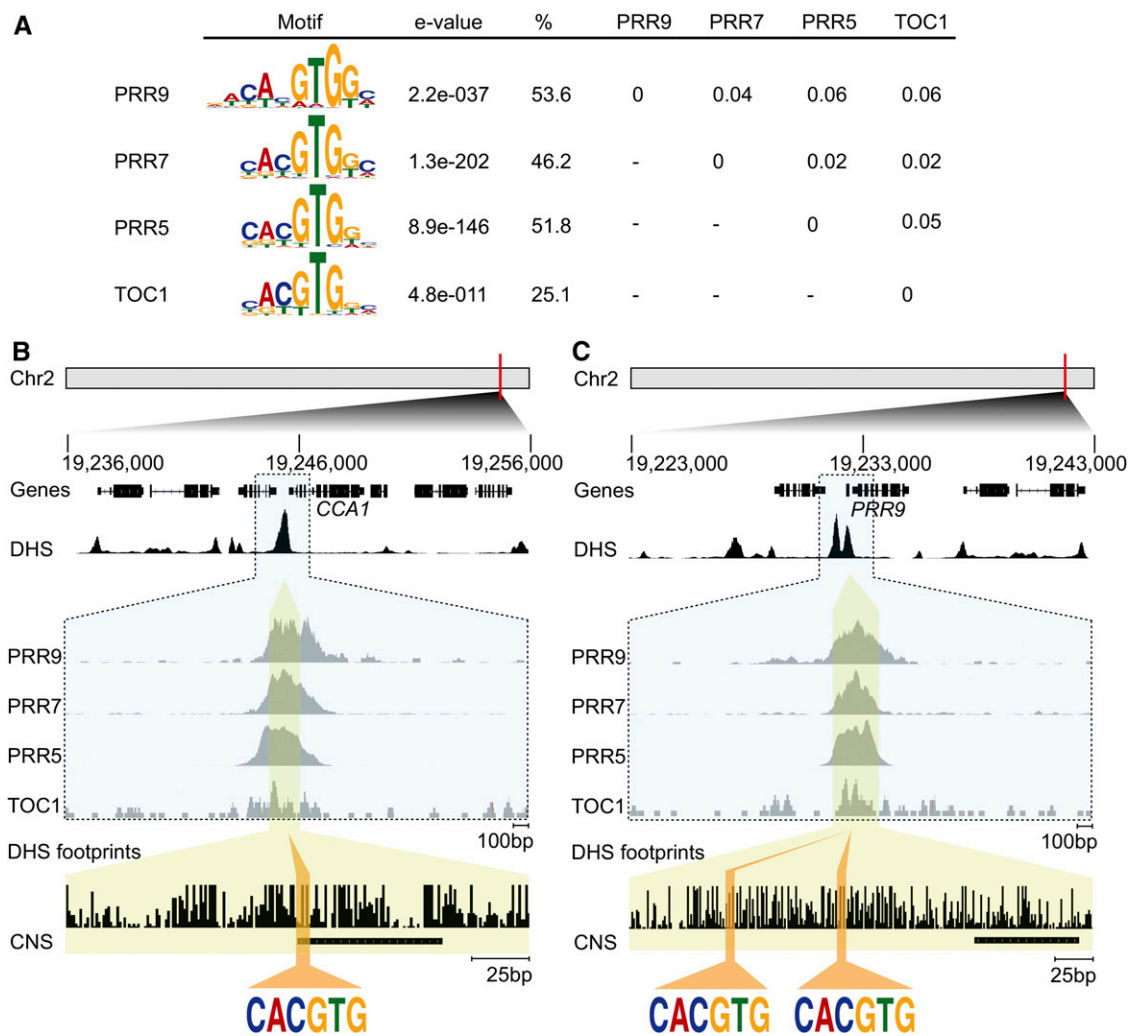 A
Motif e-value % PRR9 PRR7 PRR5 TOC1
PRR9 2.2e-037 53.6 0 0.04 0.06 0.06
PRR7 CACGTGGC 1.3e-202 46.2 - 0 0.02 0.02
PRR5 CACGTGG 8.9e-146 51.8 - - 0 0.05
TOC1 CACGTG 4.8e-011 25.1 - - - 0
B
Chr2
19,236,000 19,246,000 19,256,000
Genes
CCA1
DHS
PRR9
PRR7
PRR5
TOC1
100bp
DHS footprints
CNS
25bp
CACGTG
C
Chr2
19,223,000 19,233,000 19,243,000
Genes
PRR9
DHS
PRR9
PRR7
PRR5
TOC1
100bp
DHS footprints
CNS
25bp
CACGTG CACGTG